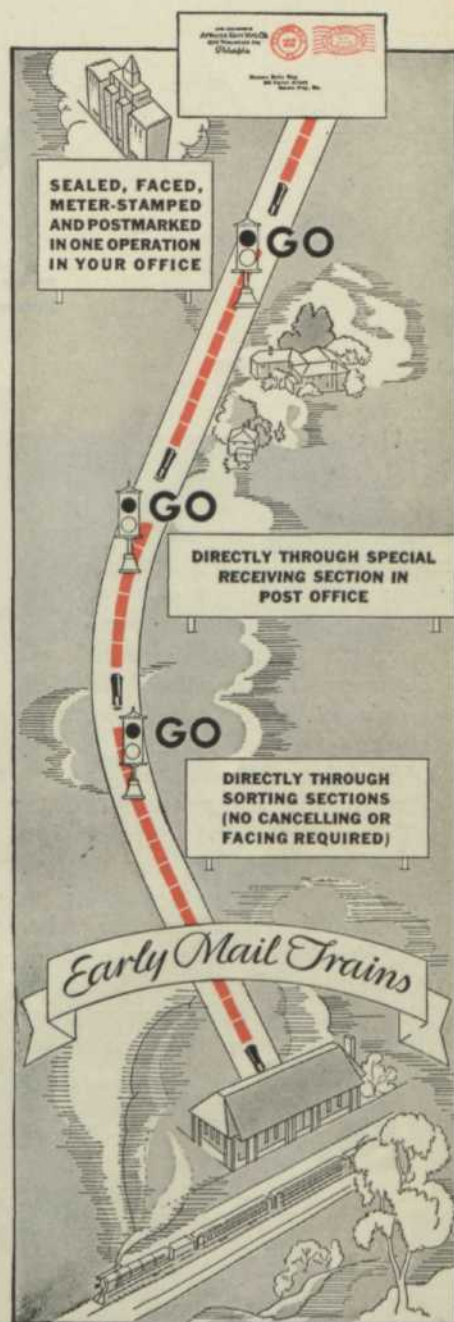 SEALED, FACED,
METER-STAMPED
AND POSTMARKED
IN ONE OPERATION
IN YOUR OFFICE
GO
GO
DIRECTLY THROUGH SPECIAL
RECEIVING SECTION IN
POST OFFICE
GO
DIRECTLY THROUGH
SORTING SECTIONS
(NO CANCELLING OR
FACING REQUIRED)
Early Mail Trains